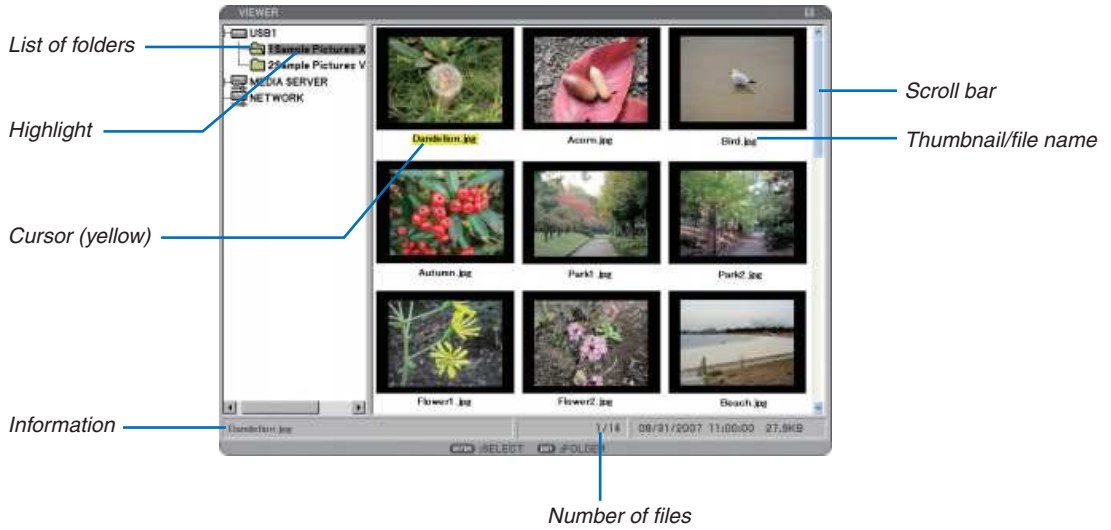 VIEWER
List of folders
USB1
1Sample Pictures X
2Sample Pictures V
MEDIA SERVER
NETWORK
Highlight
Scroll bar
Dandelion.jpg
Acorn.jpg
Bird.jpg
Thumbnail/file name
Cursor (yellow)
Autumn.jpg
Park1.jpg
Park2.jpg
Flower1.jpg
Flower2.jpg
Beach.jpg
Information
Dandelion.jpg
1/14
08/31/2007 11:00:00 27.9KB
:SELECT
:FOLDER
Number of files